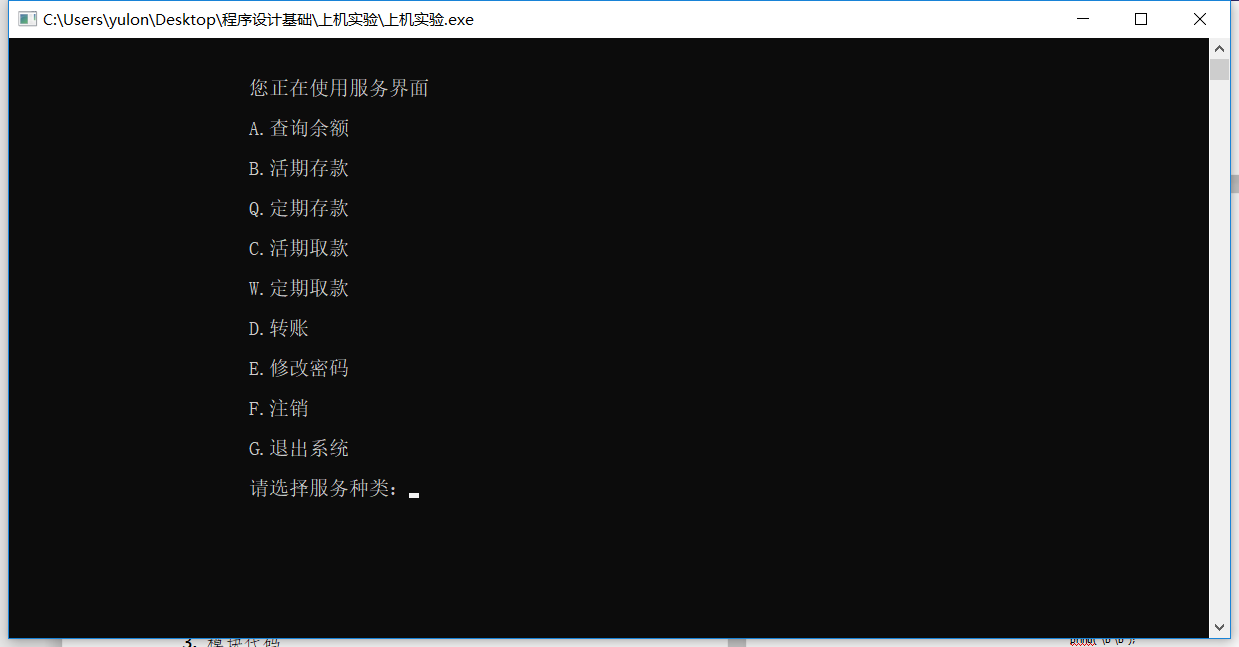 C:\Users\yulon\Desktop\程序设计基础\上机实验\上机实验.exe
您正在使用服务界面
A.查询余额
B.活期存款
Q.定期存款
C.活期取款
W.定期取款
D.转账
E.修改密码
F.注销
G.退出系统
请选择服务种类：